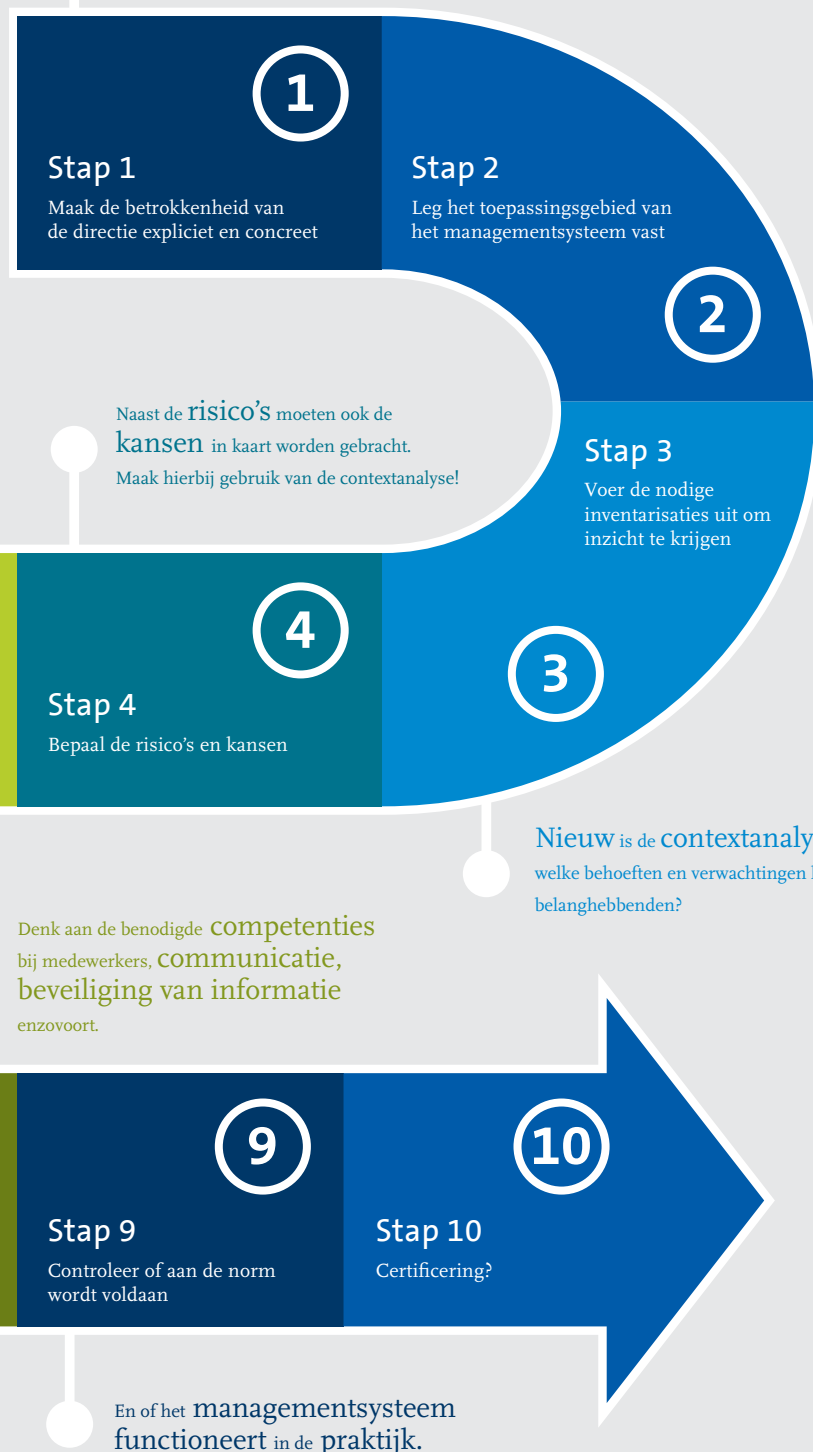 1
Stap 1
Maak de betrokkenheid van
de directie expliciet en concreet
Stap 2
Leg het toepassingsgebied van
het managementsysteem vast
2
Naast de risico’s moeten ook de
kansen in kaart worden gebracht.
Maak hierbij gebruik van de contextanalyse!
Stap 3
Voer de nodige
inventarisaties uit om
inzicht te krijgen
3
4
Stap 4
Bepaal de risico’s en kansen
Nieuw is de contextanaly
welke behoeften en verwachtingen
belanghebbenden?
Denk aan de benodigde competenties
bij medewerkers, communicatie,
beveiliging van informatie
enzovoort.
9
Stap 9
Controleer of aan de norm
wordt voldaan
10
Stap 10
Certificering?
En of het managementsysteem
functioneert in de praktijk.